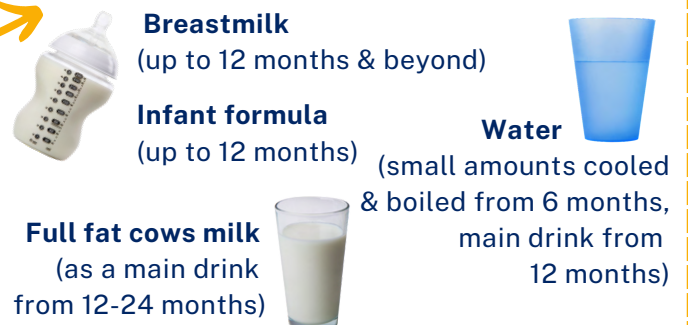 Breastmilk
(up to 12 months & beyond)
Infant formula
(up to 12 months)
Water
(small amounts cooled
& boiled from 6 months,
main drink from
12 months)
Full fat cows milk
(as a main drink
from 12-24 months)